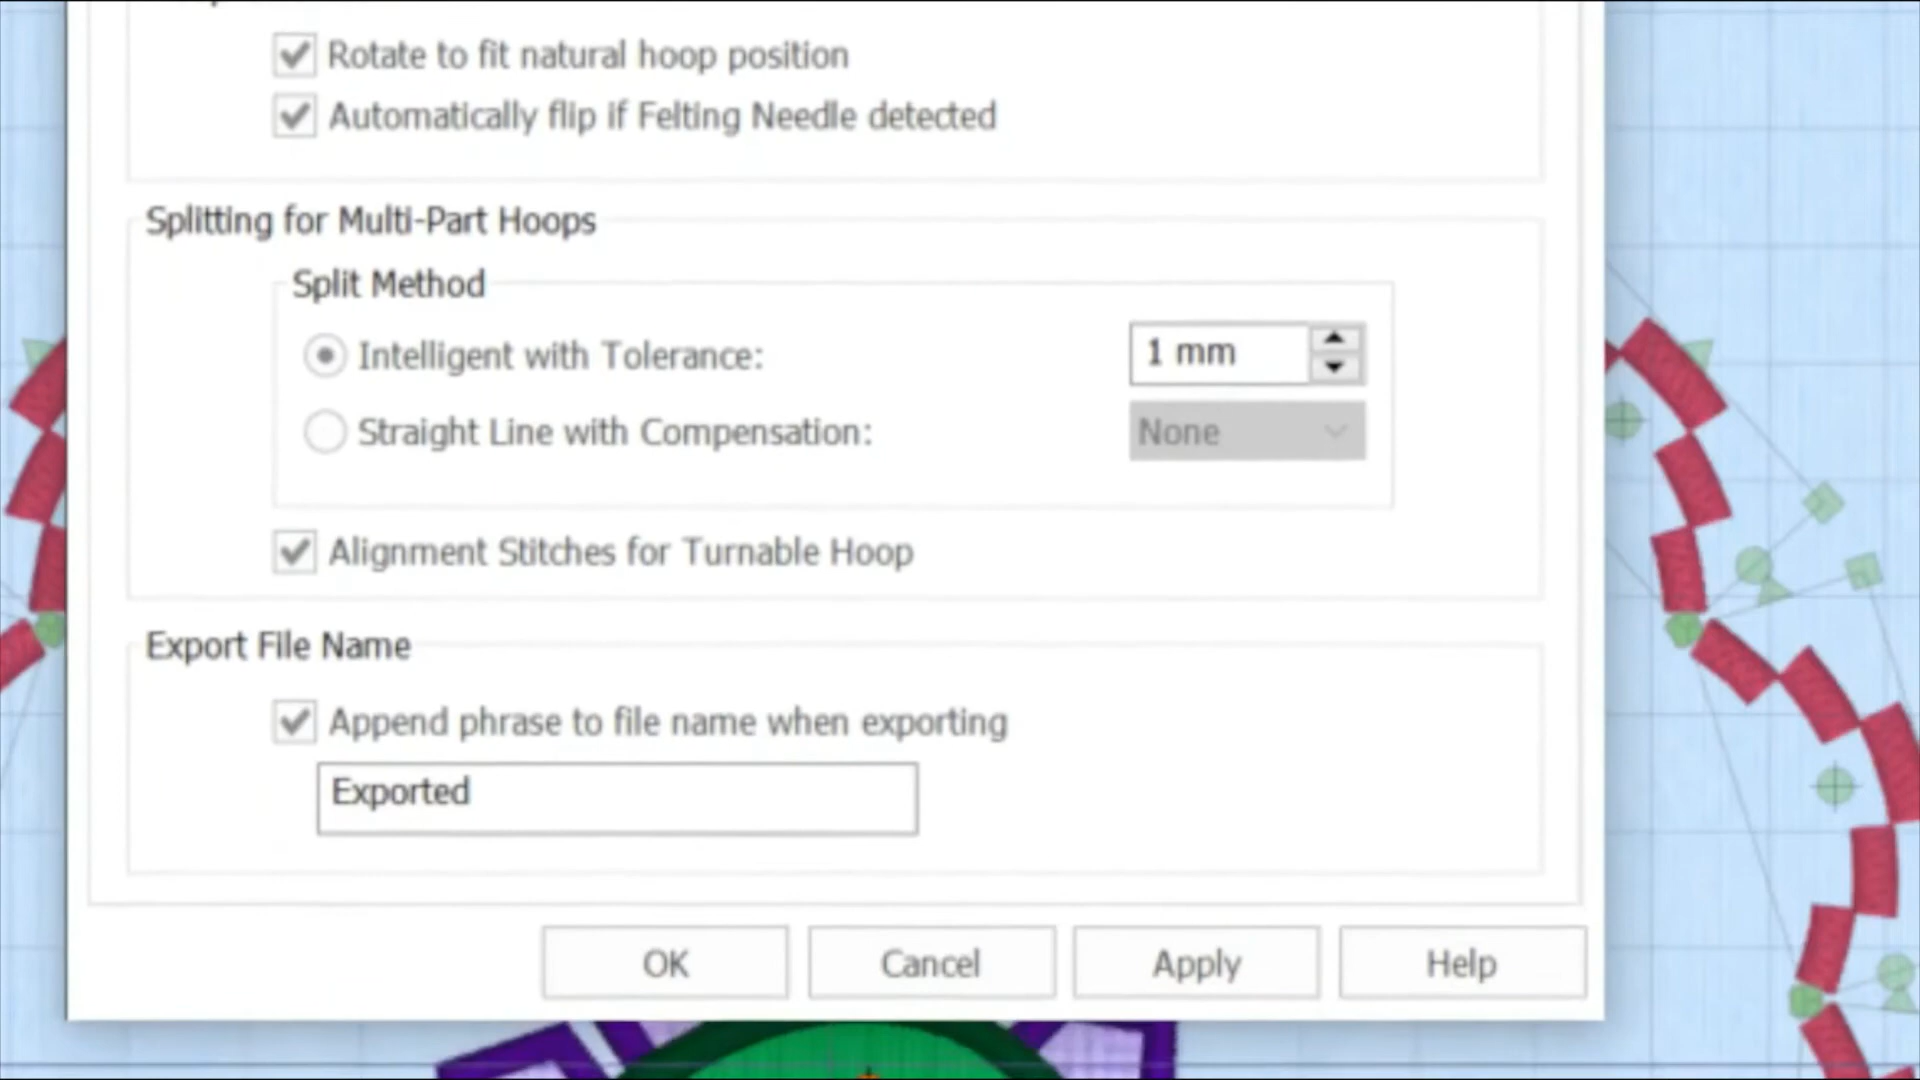 Rotate to fit natural hoop position
Automatically flip if Felting Needle detected
Splitting for Multi-Part Hoops
Split Method
Intelligent with Tolerance:
1 mm
Straight Line with Compensation:
None
Alignment Stitches for Turnable Hoop
Export File Name
Append phrase to file name when exporting
Exported
OK
Cancel
Apply
Help